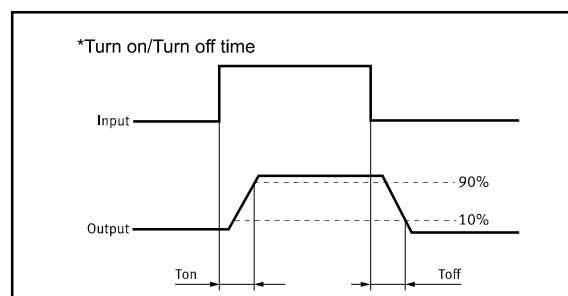 *Turn on/Turn off time
Input
90%
10%
Output
Ton
Toff